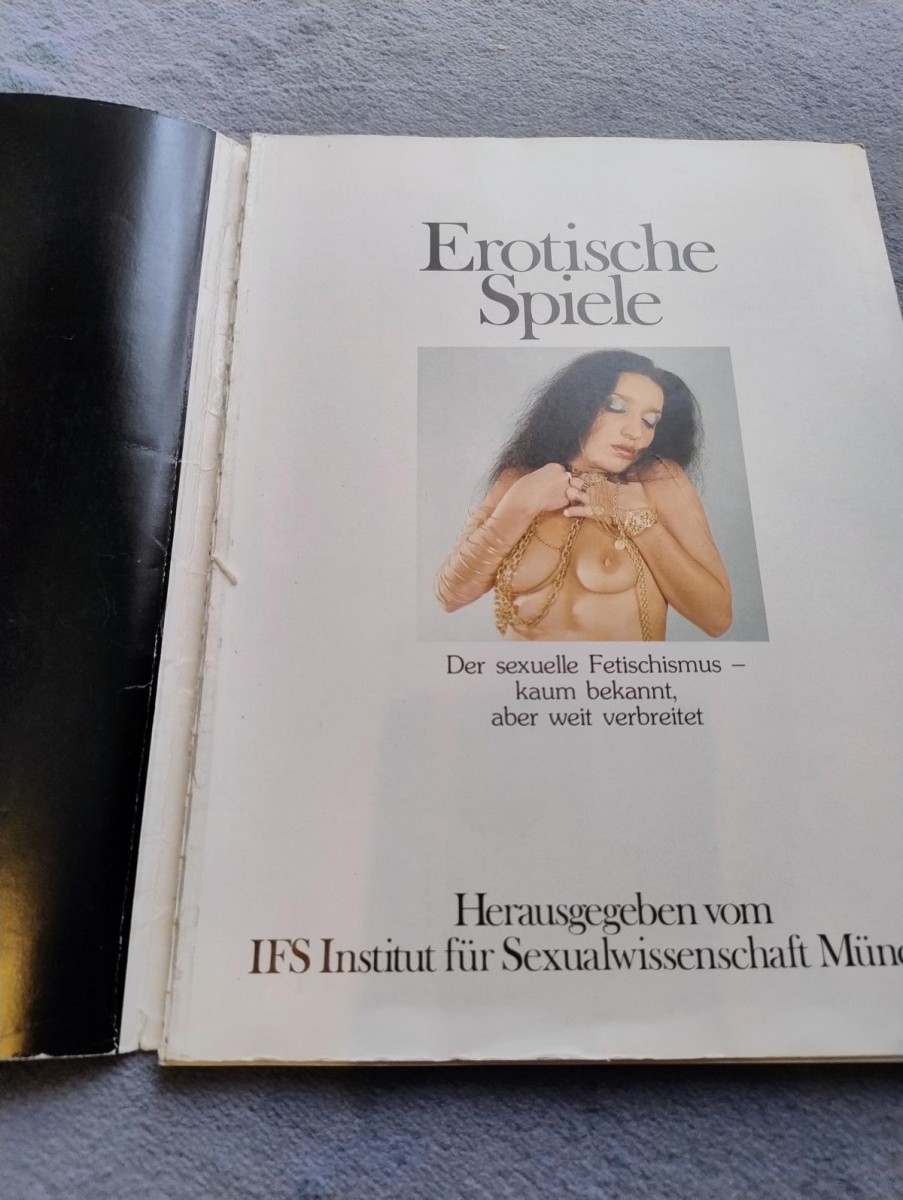 Erotische
Spiele
Der sexuelle Fetischismus –
kaum bekannt,
aber weit verbreitet
Herausgegeben vom
IFS Institut für Sexualwissenschaft